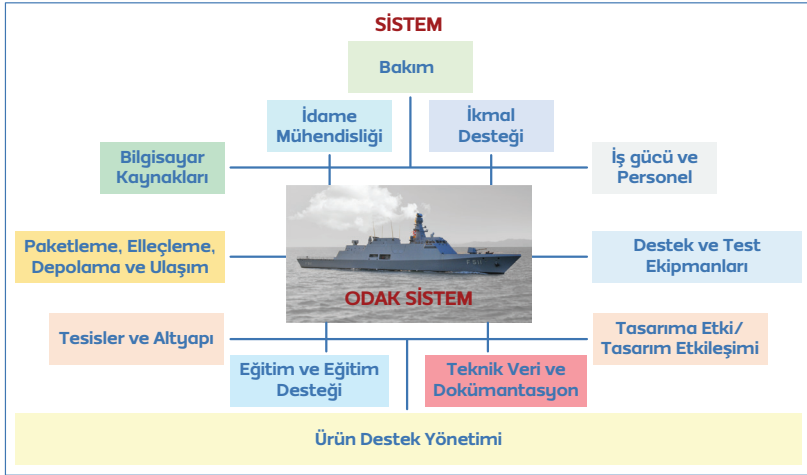 SİSTEM
Bakım
İdame
Mühendisliği
İkmal
Desteği
Bilgisayar
Kaynakları
İş gücü ve
Personel
Paketleme, Elleçleme,
Depolama ve Ulaşım
Destek ve Test
Ekipmanları
ODAK SİSTEM
Tesisler ve Altyapı
Tasarıma Etki/
Tasarım Etkileşimi
Eğitim ve Eğitim
Desteği
Teknik Veri ve
Dokümantasyon
Ürün Destek Yönetimi